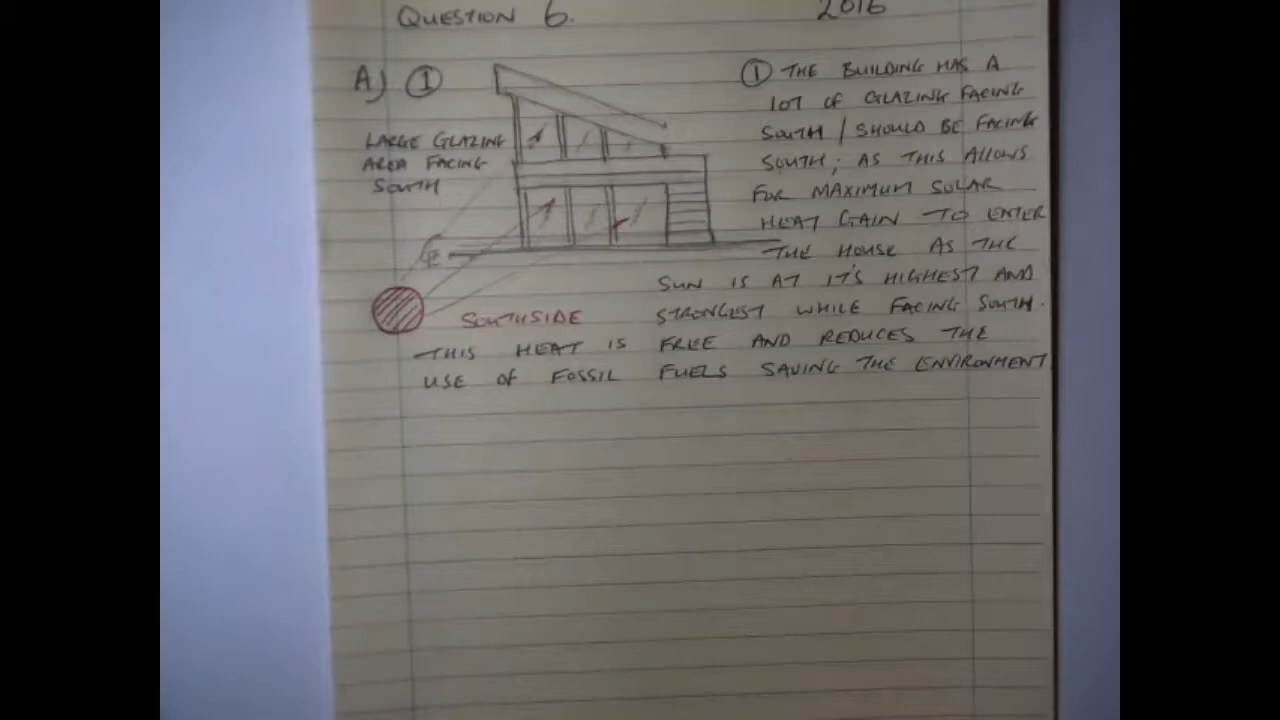 QUESTION 6.
2016
A) ①
LARGE GLAZING
AREA FACING
SOUTH
① THE BUILDING HAS A
LOT OF GLAZING FACING
SOUTH / SHOULD BE FACING
SOUTH; AS THIS ALLOWS
FOR MAXIMUM SOLAR
HEAT GAIN TO ENTER
THE HOUSE AS THE
SUN IS AT IT'S HIGHEST AND
STRONGEST WHILE FACING SOUTH.
SOUTHSIDE
THIS HEAT IS FREE AND REDUCES THE
USE OF FOSSIL FUELS SAVING THE ENVIRONMENT